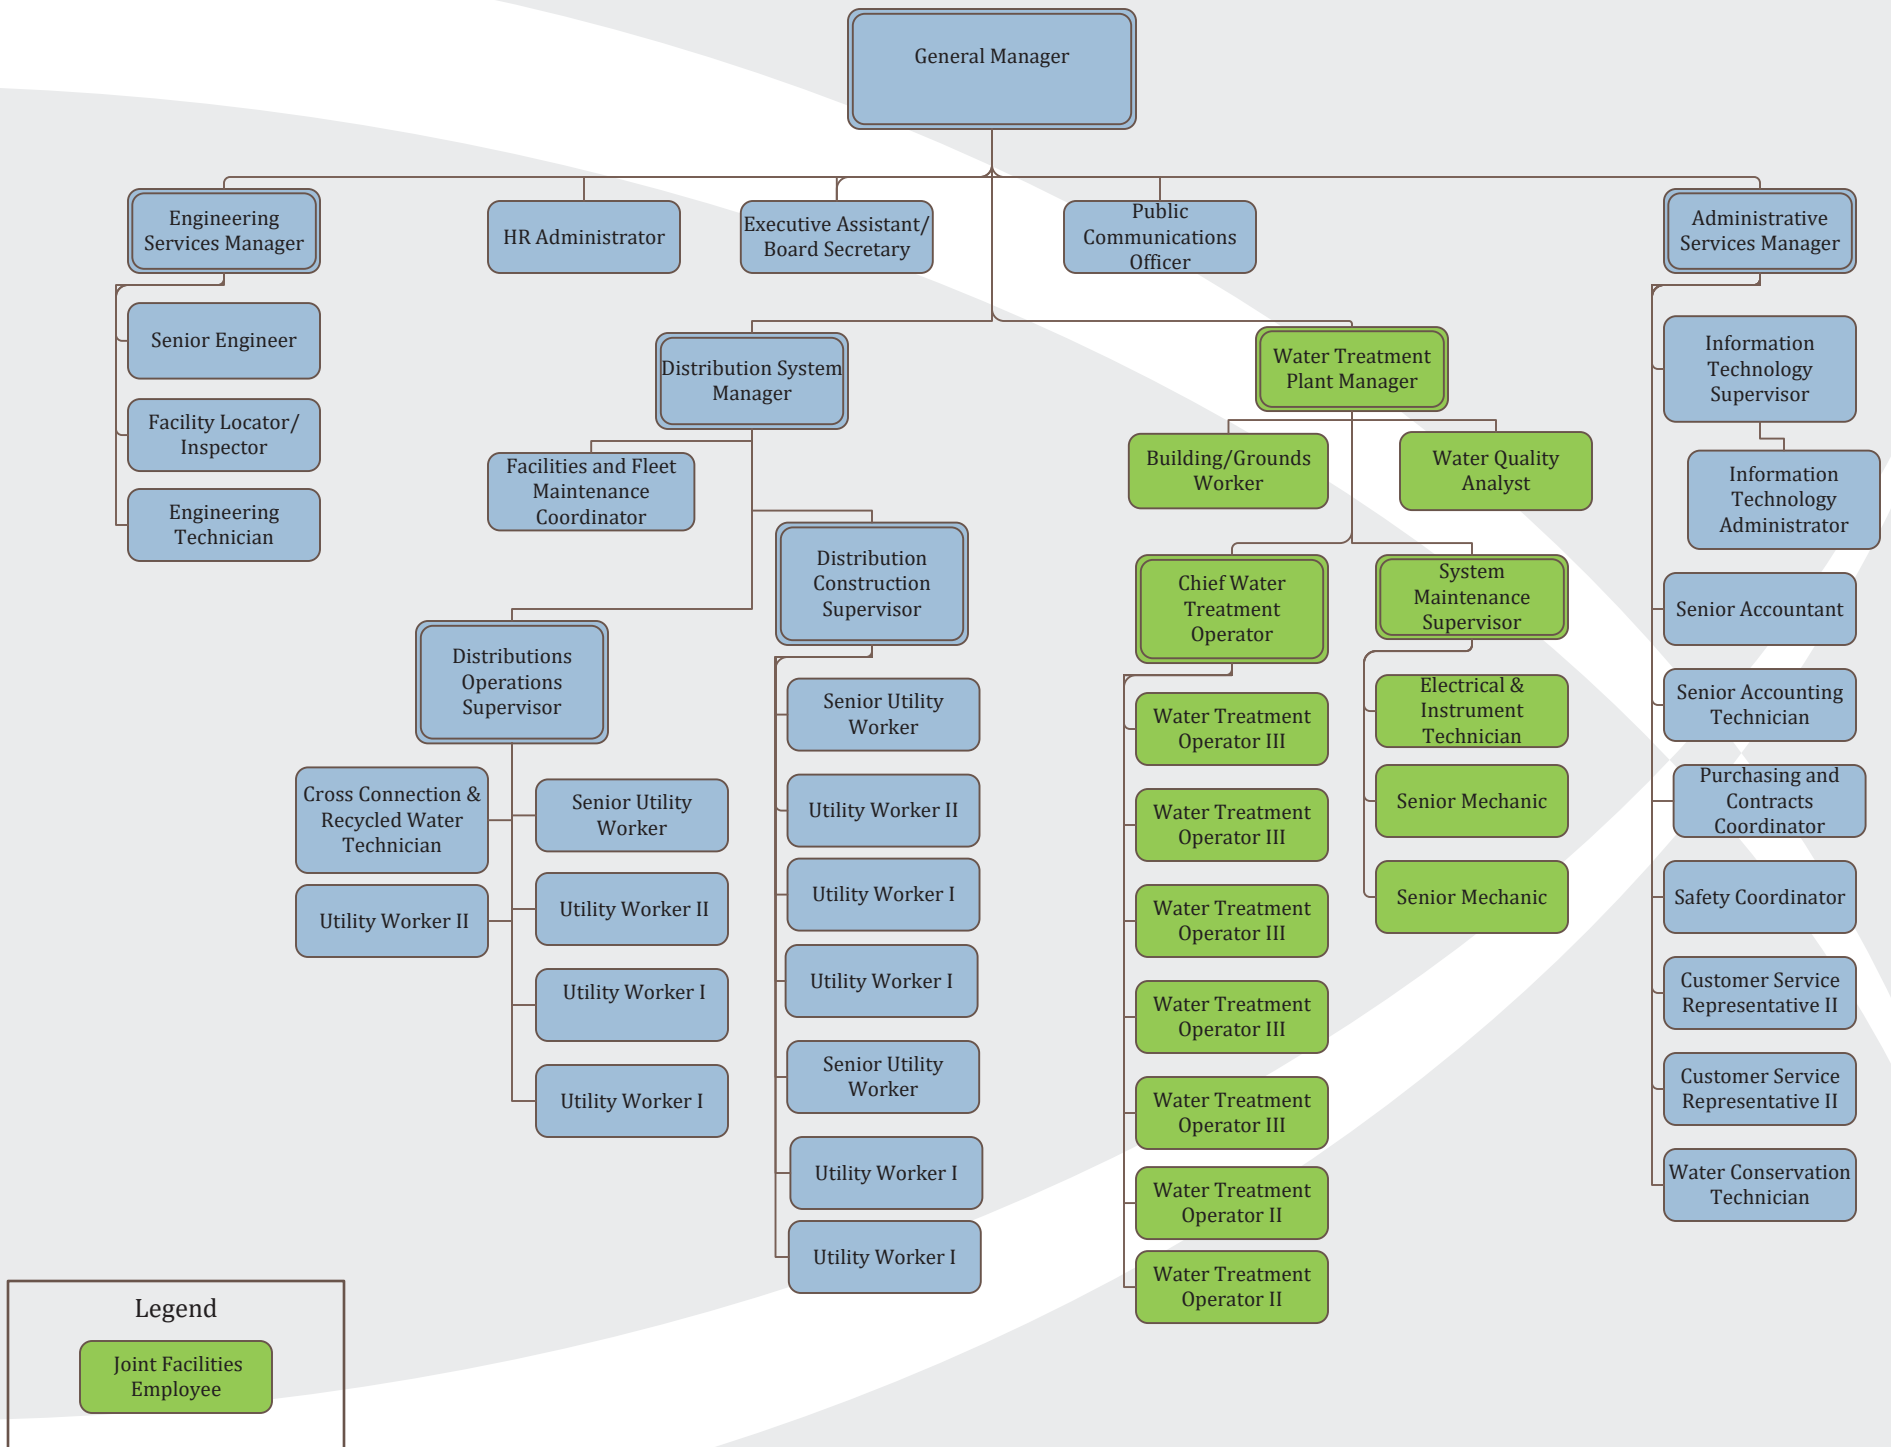 General Manager
Engineering
Services Manager
HR Administrator
Executive Assistant/
Board Secretary
Public
Communications
Officer
Administrative
Services Manager
Senior Engineer
Facility Locator/
Inspector
Engineering
Technician
Distribution System
Manager
Facilities and Fleet
Maintenance
Coordinator
Distribution
Construction
Supervisor
Distributions
Operations
Supervisor
Cross Connection &
Recycled Water
Technician
Utility Worker II
Senior Utility
Worker
Utility Worker II
Utility Worker I
Utility Worker I
Senior Utility
Worker
Utility Worker II
Utility Worker I
Utility Worker I
Senior Utility
Worker
Utility Worker I
Utility Worker I
Water Treatment
Plant Manager
Building/Grounds
Worker
Water Quality
Analyst
Chief Water
Treatment
Operator
System
Maintenance
Supervisor
Water Treatment
Operator III
Water Treatment
Operator III
Water Treatment
Operator III
Water Treatment
Operator III
Water Treatment
Operator III
Water Treatment
Operator II
Water Treatment
Operator II
Electrical &
Instrument
Technician
Senior Mechanic
Senior Mechanic
Information
Technology
Supervisor
Information
Technology
Administrator
Senior Accountant
Senior Accounting
Technician
Purchasing and
Contracts
Coordinator
Safety Coordinator
Customer Service
Representative II
Customer Service
Representative II
Water Conservation
Technician
Legend
Joint Facilities
Employee